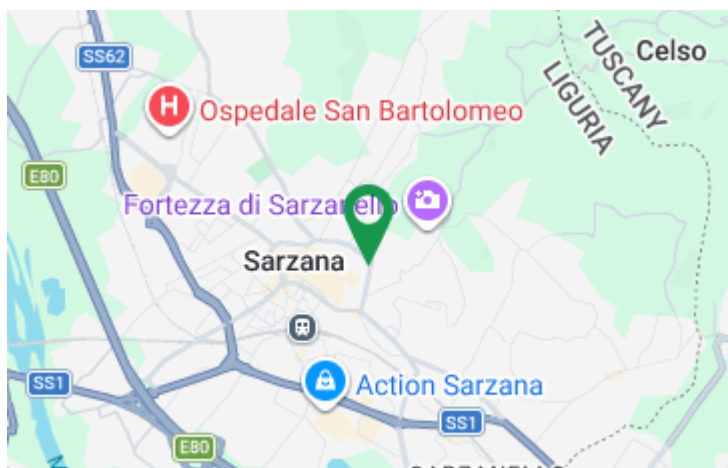 SS62
TUSCANY
LIGURIA
Celso
H
Ospedale San Bartolomeo
E80
Fortezza di Sarzanello
Sarzana
Action Sarzana
SS1
SS1
E80